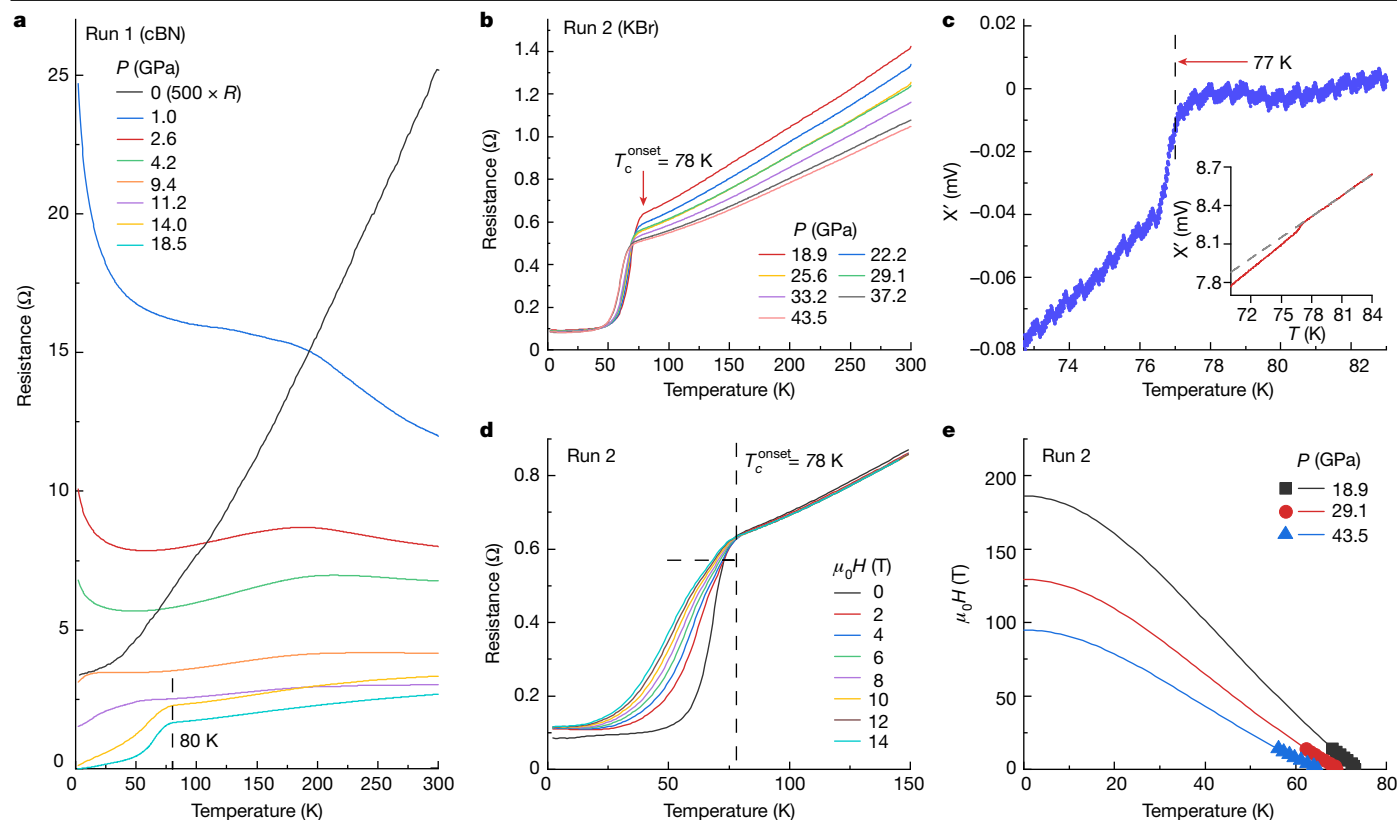 a
Run 1 (cBN)
P (GPa)
0 (500 × R)
1.0
2.6
4.2
9.4
11.2
14.0
18.5
80 K
25
20
15
10
5
0
Resistance (Ω)
0 50 100 150 200 250 300
Temperature (K)
b
Run 2 (KBr)
T_c^onset = 78 K
P (GPa)
18.9 22.2
25.6 29.1
33.2 37.2
43.5
1.4
1.2
1.0
0.8
0.6
0.4
0.2
0
Resistance (Ω)
0 50 100 150 200 250 300
Temperature (K)
c
77 K
0.02
0
−0.02
−0.04
−0.06
−0.08
X′ (mV)
74 76 78 80 82
Temperature (K)
8.7
8.4
8.1
7.8
X′ (mV)
72 75 78 81 84
T (K)
d
Run 2
T_c^onset = 78 K
μ₀H (T)
0
2
4
6
8
10
12
14
0.8
0.6
0.4
0.2
0
Resistance (Ω)
0 50 100 150
Temperature (K)
e
Run 2
P (GPa)
18.9
29.1
43.5
200
150
100
50
0
μ₀H (T)
0 20 40 60 80
Temperature (K)